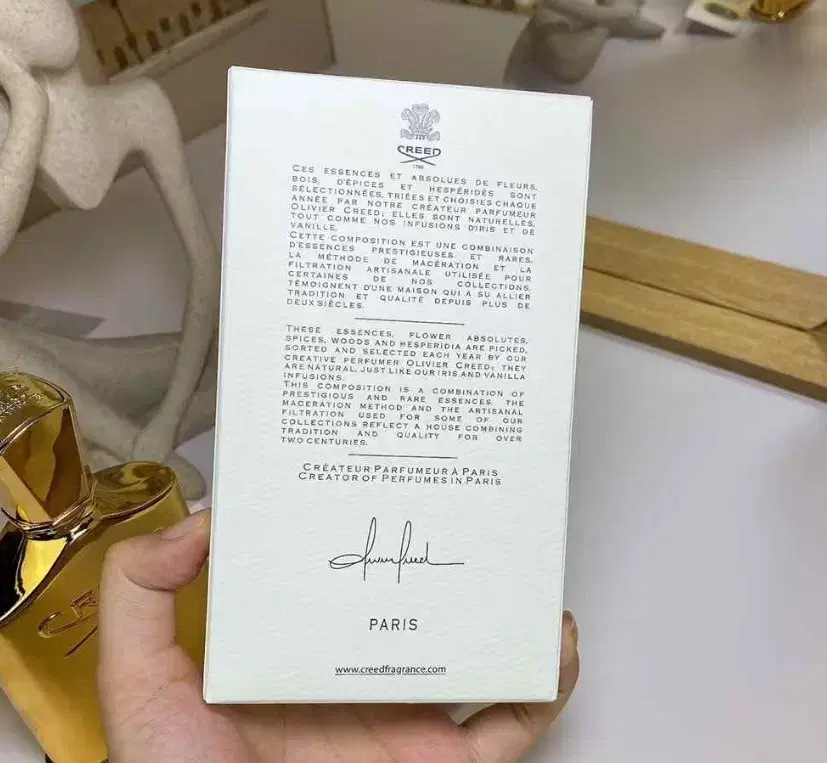 CREED
1760
CES ESSENCES ET ABSOLUES DE FLEURS,
BOIS, D'ÉPICES ET HESPÉRIDÉS SONT
SÉLECTIONNÉES, TRIÉES ET CHOISIES CHAQUE
ANNÉE PAR NOTRE CRÉATEUR PARFUMEUR
OLIVIER CREED; ELLES SONT NATURELLES,
TOUT COMME NOS INFUSIONS D'IRIS ET DE
VANILLE.
CETTE COMPOSITION EST UNE COMBINAISON
D'ESSENCES PRESTIGIEUSES ET RARES.
LA MÉTHODE DE MACÉRATION ET LA
FILTRATION ARTISANALE UTILISÉE POUR
CERTAINES DE NOS COLLECTIONS,
TÉMOIGNENT D'UNE MAISON QUI A SU ALLIER
TRADITION ET QUALITÉ DEPUIS PLUS DE
DEUX SIÈCLES.
THESE ESSENCES, FLOWER ABSOLUTES,
SPICES, WOODS AND HESPERIDIA ARE PICKED,
SORTED AND SELECTED EACH YEAR BY OUR
CREATIVE PERFUMER OLIVIER CREED; THEY
ARE NATURAL, JUST LIKE OUR IRIS AND VANILLA
INFUSIONS.
THIS COMPOSITION IS A COMBINATION OF
PRESTIGIOUS AND RARE ESSENCES. THE
MACERATION METHOD AND THE ARTISANAL
FILTRATION USED FOR SOME OF OUR
COLLECTIONS REFLECT A HOUSE COMBINING
TRADITION AND QUALITY FOR OVER
TWO CENTURIES.
CRÉATEUR PARFUMEUR À PARIS
CREATOR OF PERFUMES IN PARIS
PARIS
www.creedfragrance.com